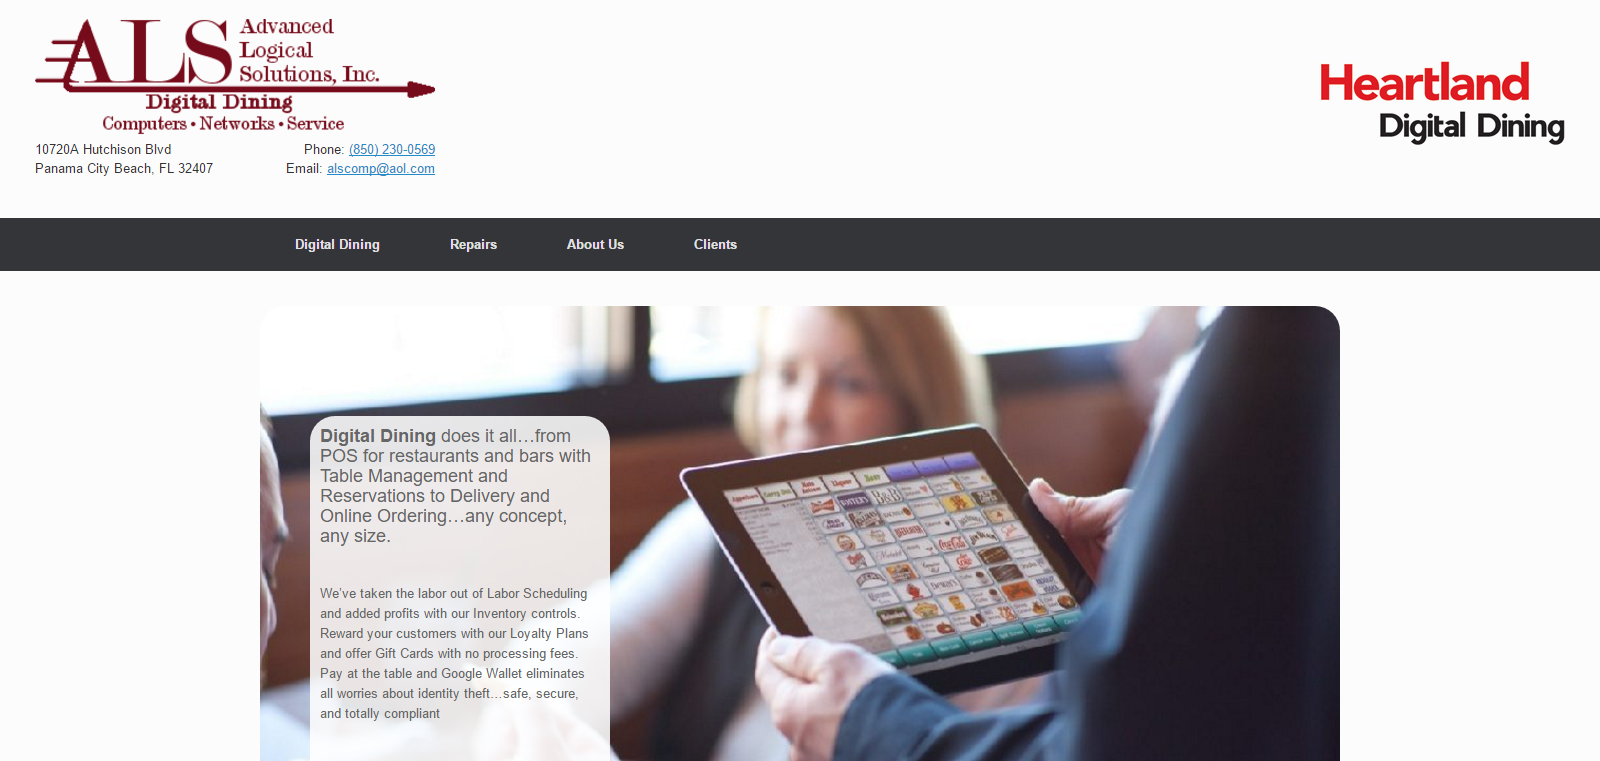 ALS
Advanced
Logical
Solutions, Inc.
Digital Dining
Computers • Networks • Service
10720A Hutchison Blvd
Phone: (850) 230-0569
Panama City Beach, FL 32407
Email: alscomp@aol.com
Heartland
Digital Dining
Digital Dining
Repairs
About Us
Clients
Digital Dining does it all…from
POS for restaurants and bars with
Table Management and
Reservations to Delivery and
Online Ordering…any concept,
any size.
We've taken the labor out of Labor Scheduling
and added profits with our Inventory controls.
Reward your customers with our Loyalty Plans
and offer Gift Cards with no processing fees.
Pay at the table and Google Wallet eliminates
all worries about identity theft…safe, secure,
and totally compliant
Liquor
Beer
Coca-Cola